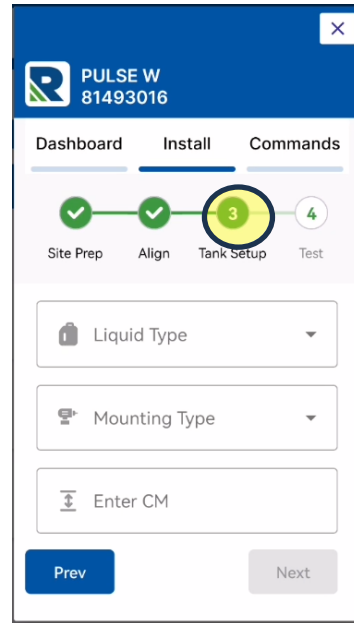 PULSE W
81493016
Dashboard Install Commands
3 4
Site Prep Align Tank Setup Test
Liquid Type
Mounting Type
Enter CM
Prev Next